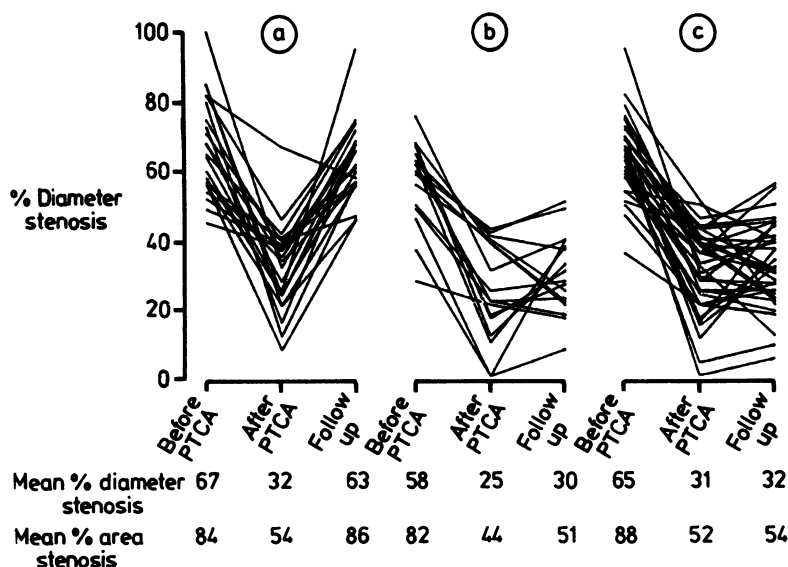 a b c
100
80
60
40
20
0
% Diameter
stenosis
Before
PTCA
After
PTCA
Follow
up
Before
PTCA
After
PTCA
Follow
up
Before
PTCA
After
PTCA
Follow
up
Mean % diameter 67 32 63 58 25 30 65 31 32
stenosis
Mean % area 84 54 86 82 44 51 88 52 54
stenosis